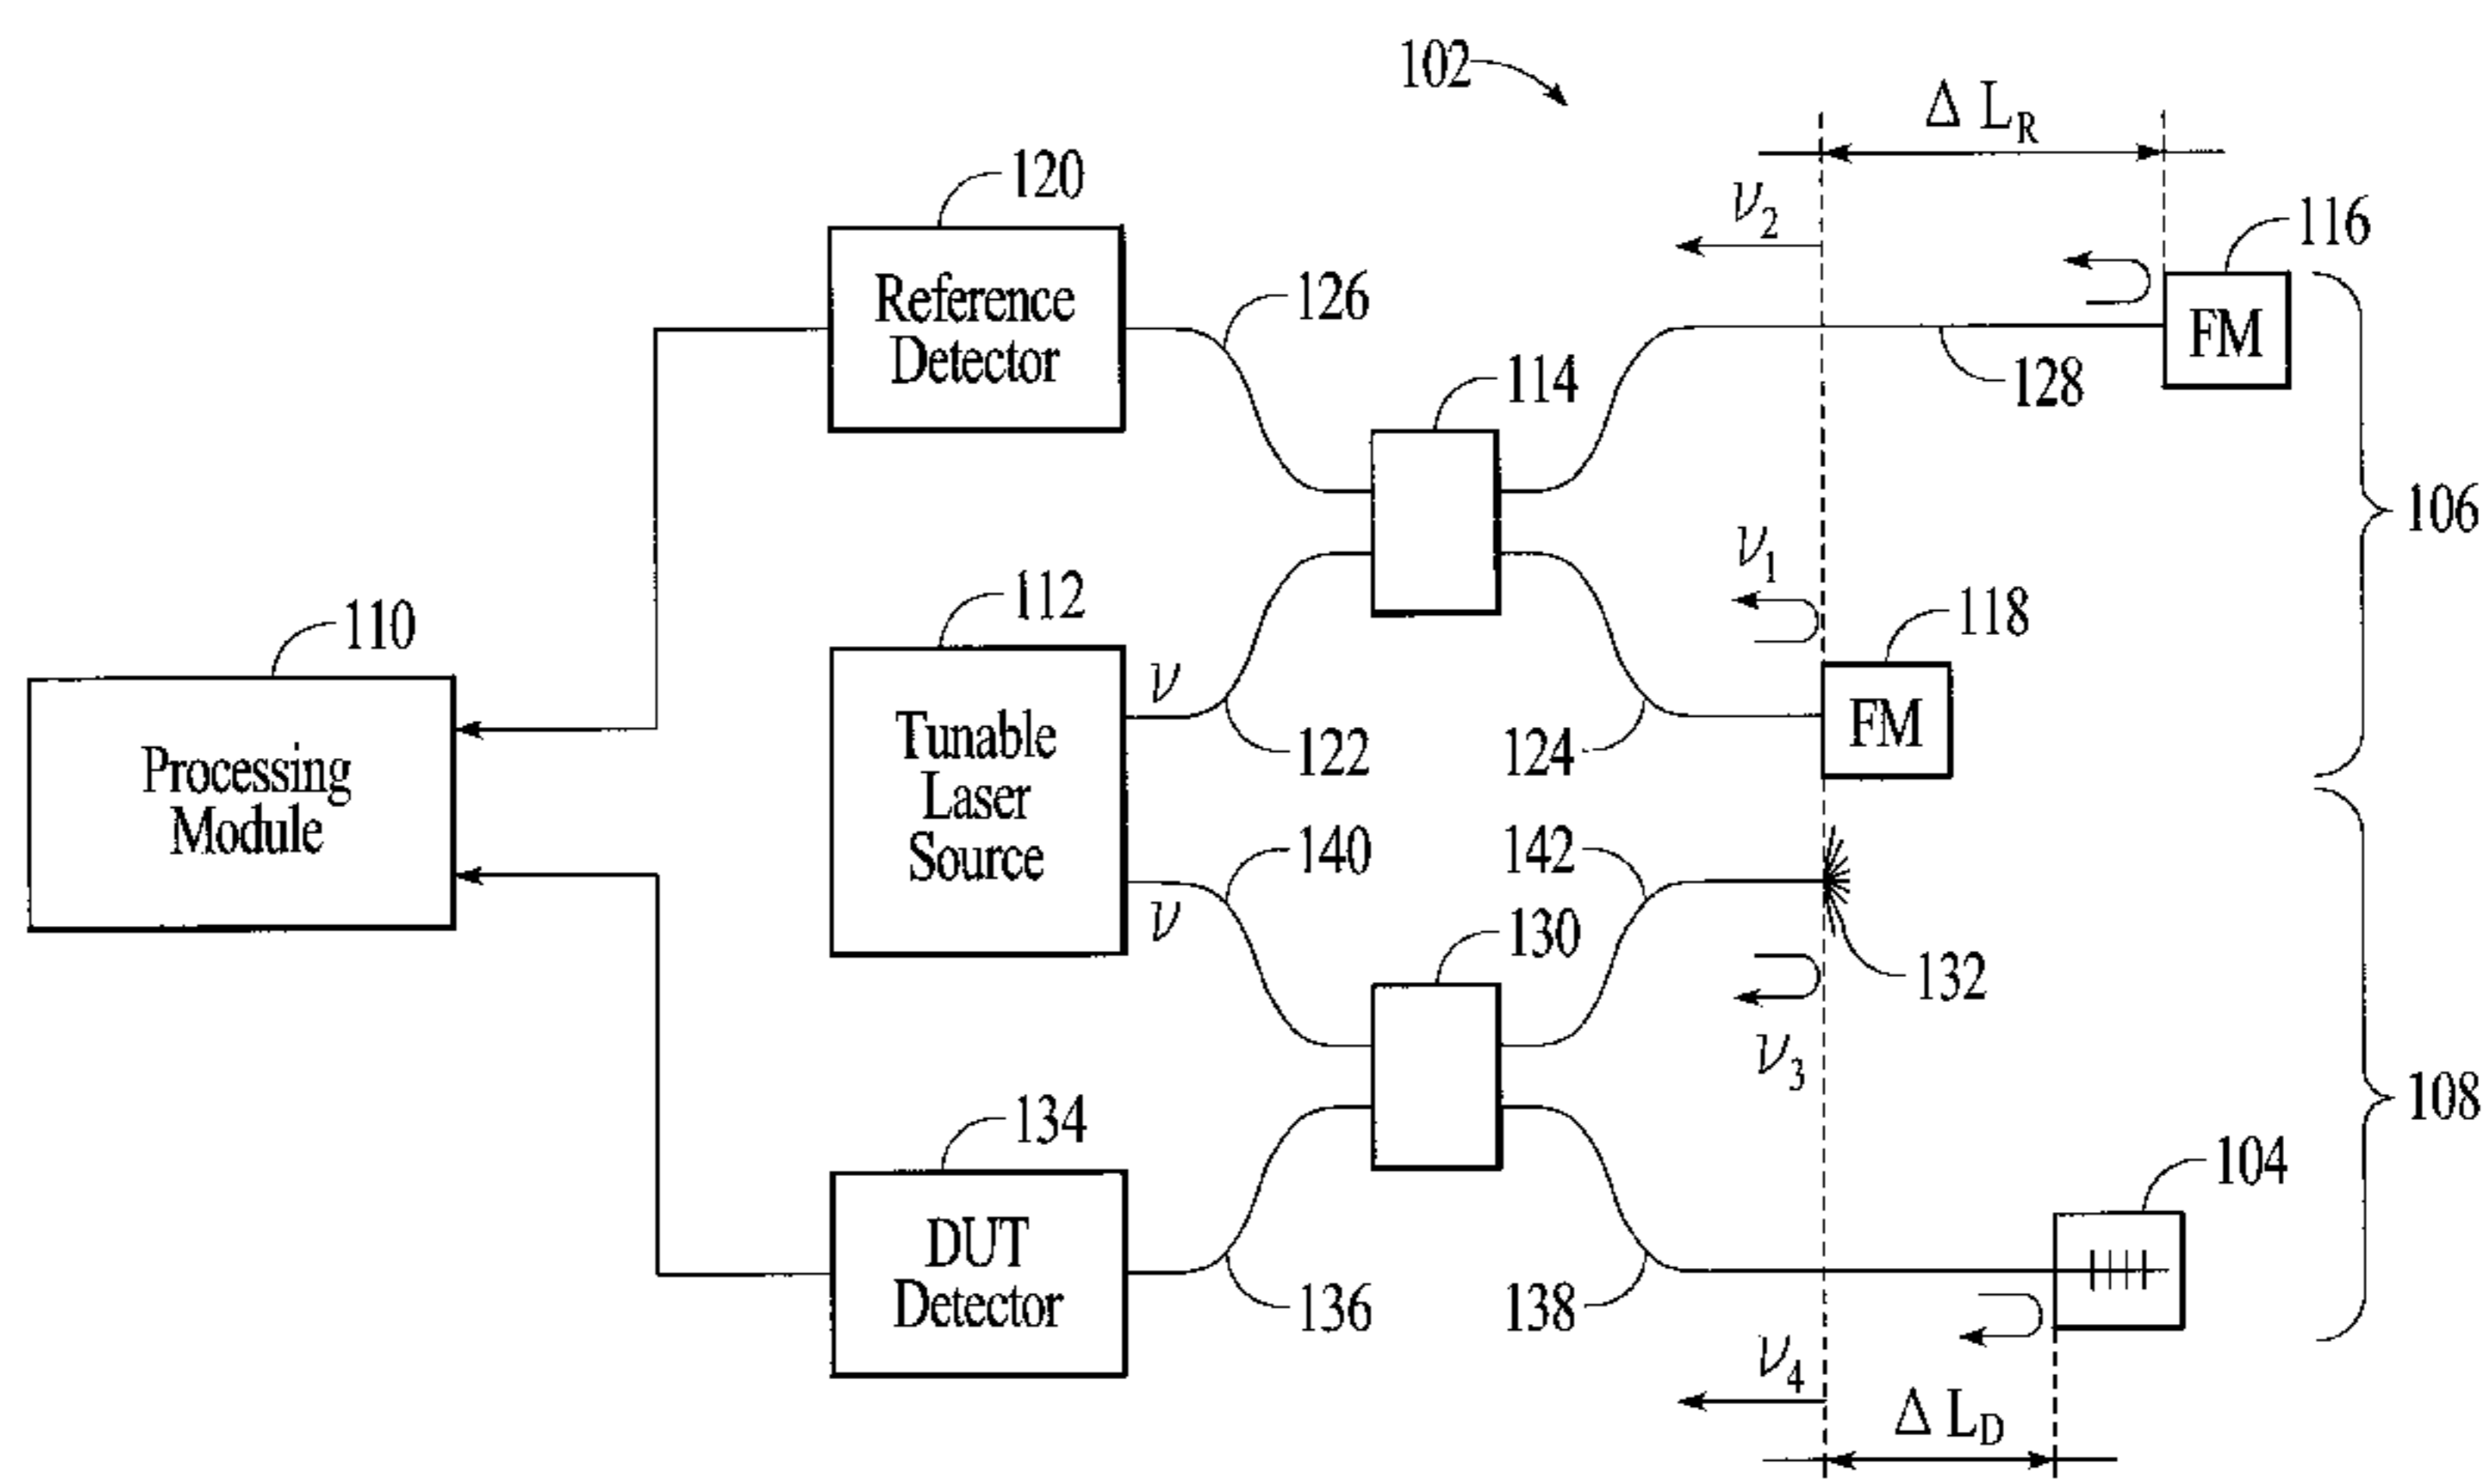 102
Δ L_R
120
ν_2
116
Reference
Detector
126
FM
114
128
106
ν_1
112
118
110
ν
FM
Processing
Module
Tunable
Laser
Source
122
124
140
142
ν
130
132
ν_3
134
108
104
DUT
Detector
136
138
ν_4
Δ L_D